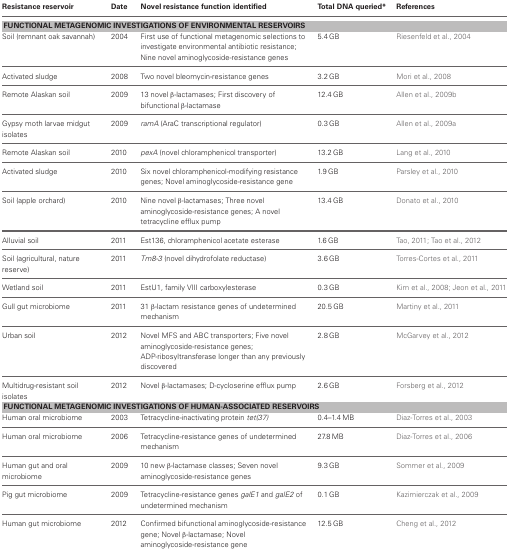 Resistance reservoir Date Novel resistance function identified Total DNA queried* References
FUNCTIONAL METAGENOMIC INVESTIGATIONS OF ENVIRONMENTAL RESERVOIRS
Soil (remnant oak savannah) 2004 First use of functional metagenomic selections to 5.4 GB Riesenfeld et al., 2004
investigate environmental antibiotic resistance;
Nine novel aminoglycoside-resistance genes
Activated sludge 2008 Two novel bleomycin-resistance genes 3.2 GB Mori et al., 2008
Remote Alaskan soil 2009 13 novel β-lactamases; First discovery of 12.4 GB Allen et al., 2009b
bifunctional β-lactamase
Gypsy moth larvae midgut 2009 ramA (AraC transcriptional regulator) 0.3 GB Allen et al., 2009a
isolates
Remote Alaskan soil 2010 pexA (novel chloramphenicol transporter) 13.2 GB Lang et al., 2010
Activated sludge 2010 Six novel chloramphenicol-modifying resistance 1.9 GB Parsley et al., 2010
genes; Novel aminoglycoside-resistance gene
Soil (apple orchard) 2010 Nine novel β-lactamases; Three novel 13.4 GB Donato et al., 2010
aminoglycoside-resistance genes; A novel
tetracycline efflux pump
Alluvial soil 2011 Est136, chloramphenicol acetate esterase 1.6 GB Tao, 2011; Tao et al., 2012
Soil (agricultural, nature 2011 Tm8-3 (novel dihydrofolate reductase) 3.6 GB Torres-Cortes et al., 2011
reserve)
Wetland soil 2011 EstU1, family VIII carboxylesterase 0.3 GB Kim et al., 2008; Jeon et al., 2011
Gull gut microbiome 2011 31 β-lactam resistance genes of undetermined 20.5 GB Martiny et al., 2011
mechanism
Urban soil 2012 Novel MFS and ABC transporters; Five novel 2.8 GB McGarvey et al., 2012
aminoglycoside-resistance genes;
ADP-ribosyltransferase longer than any previously
discovered
Multidrug-resistant soil 2012 Novel β-lactamases; D-cycloserine efflux pump 2.6 GB Forsberg et al., 2012
isolates
FUNCTIONAL METAGENOMIC INVESTIGATIONS OF HUMAN-ASSOCIATED RESERVOIRS
Human oral microbiome 2003 Tetracycline-inactivating protein tet(37) 0.4–1.4 MB Diaz-Torres et al., 2003
Human oral microbiome 2006 Tetracycline-resistance genes of undetermined 27.8 MB Diaz-Torres et al., 2006
mechanism
Human gut and oral 2009 10 new β-lactamase classes; Seven novel 9.3 GB Sommer et al., 2009
microbiome aminoglycoside-resistance genes
Pig gut microbiome 2009 Tetracycline-resistance genes galE1 and galE2 of 0.1 GB Kazimierczak et al., 2009
undetermined mechanism
Human gut microbiome 2012 Confirmed bifunctional aminoglycoside-resistance 12.5 GB Cheng et al., 2012
gene; Novel β-lactamase; Novel
aminoglycoside-resistance gene